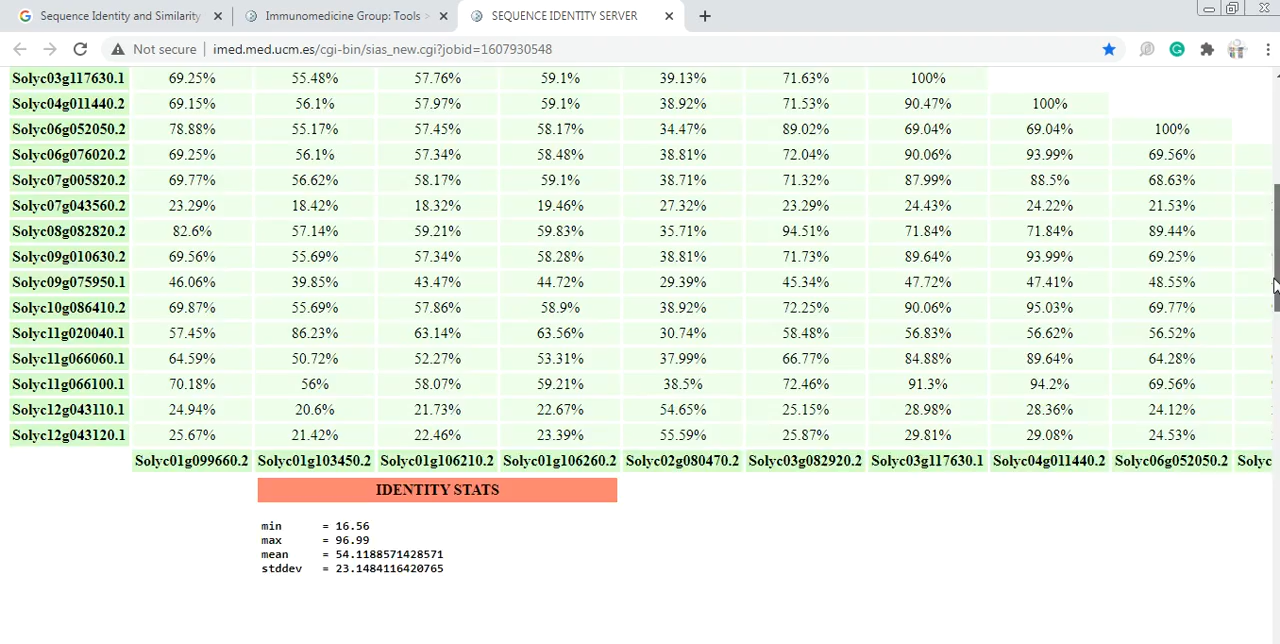 Sequence Identity and Similarity
Immunomedicine Group: Tools >
SEQUENCE IDENTITY SERVER
Not secure | imed.med.ucm.es/cgi-bin/sias_new.cgi?jobid=1607930548
Solyc03g117630.1 69.25% 55.48% 57.76% 59.1% 39.13% 71.63% 100%
Solyc04g011440.2 69.15% 56.1% 57.97% 59.1% 38.92% 71.53% 90.47% 100%
Solyc06g052050.2 78.88% 55.17% 57.45% 58.17% 34.47% 89.02% 69.04% 69.04% 100%
Solyc06g076020.2 69.25% 56.1% 57.34% 58.48% 38.81% 72.04% 90.06% 93.99% 69.56%
Solyc07g005820.2 69.77% 56.62% 58.17% 59.1% 38.71% 71.32% 87.99% 88.5% 68.63%
Solyc07g043560.2 23.29% 18.42% 18.32% 19.46% 27.32% 23.29% 24.43% 24.22% 21.53%
Solyc08g082820.2 82.6% 57.14% 59.21% 59.83% 35.71% 94.51% 71.84% 71.84% 89.44%
Solyc09g010630.2 69.56% 55.69% 57.34% 58.28% 38.81% 71.73% 89.64% 93.99% 69.25%
Solyc09g075950.1 46.06% 39.85% 43.47% 44.72% 29.39% 45.34% 47.72% 47.41% 48.55%
Solyc10g086410.2 69.87% 55.69% 57.86% 58.9% 38.92% 72.25% 90.06% 95.03% 69.77%
Solyc11g020040.1 57.45% 86.23% 63.14% 63.56% 30.74% 58.48% 56.83% 56.62% 56.52%
Solyc11g066060.1 64.59% 50.72% 52.27% 53.31% 37.99% 66.77% 84.88% 89.64% 64.28%
Solyc11g066100.1 70.18% 56% 58.07% 59.21% 38.5% 72.46% 91.3% 94.2% 69.56%
Solyc12g043110.1 24.94% 20.6% 21.73% 22.67% 54.65% 25.15% 28.98% 28.36% 24.12%
Solyc12g043120.1 25.67% 21.42% 22.46% 23.39% 55.59% 25.87% 29.81% 29.08% 24.53%
Solyc01g099660.2 Solyc01g103450.2 Solyc01g106210.2 Solyc01g106260.2 Solyc02g080470.2 Solyc03g082920.2 Solyc03g117630.1 Solyc04g011440.2 Solyc06g052050.2 Solyc
IDENTITY STATS
min = 16.56
max = 96.99
mean = 54.1188571428571
stddev = 23.1484116420765